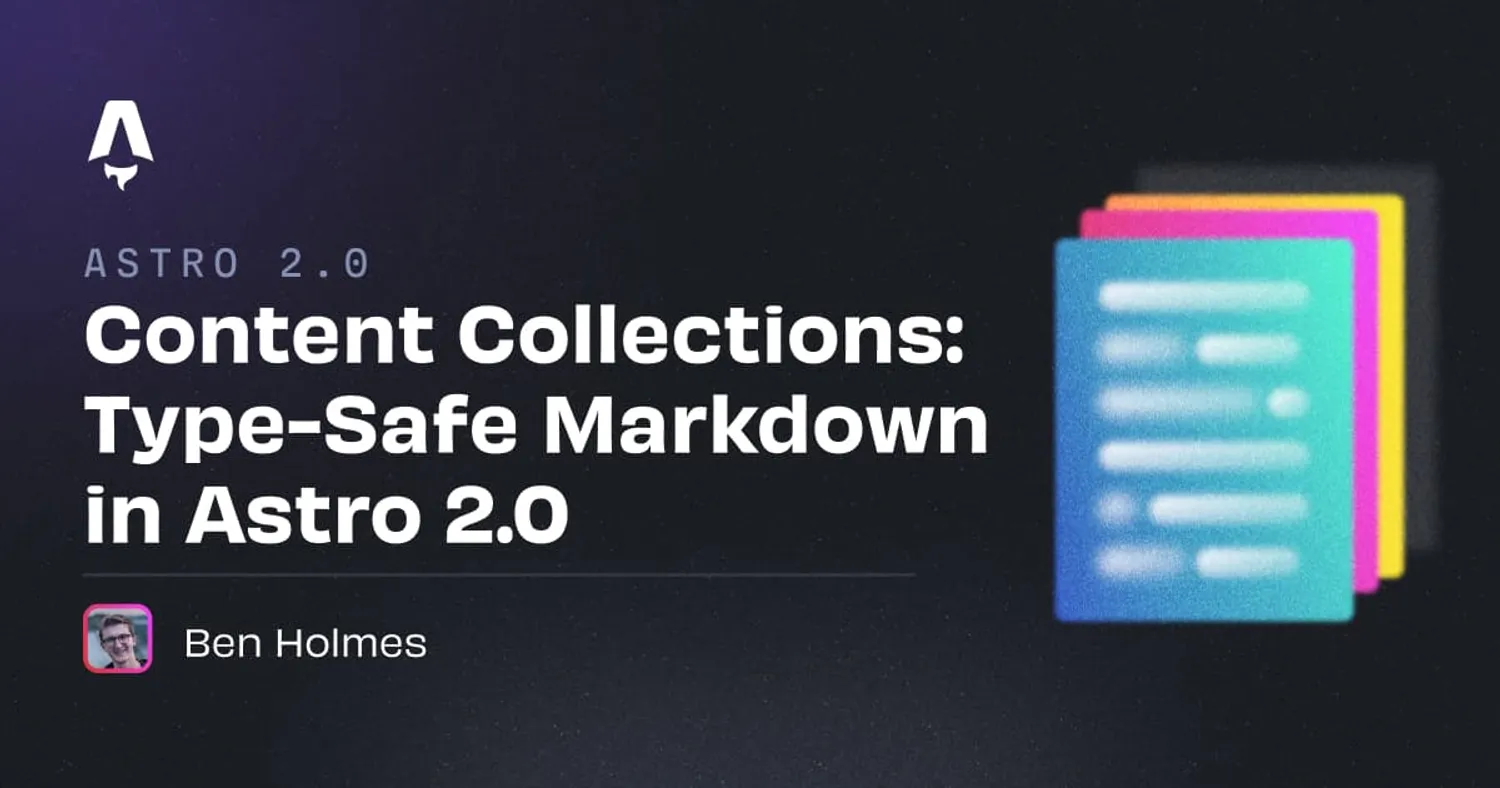 ASTRO 2.0
Content Collections:
Type-Safe Markdown
in Astro 2.0
Ben Holmes